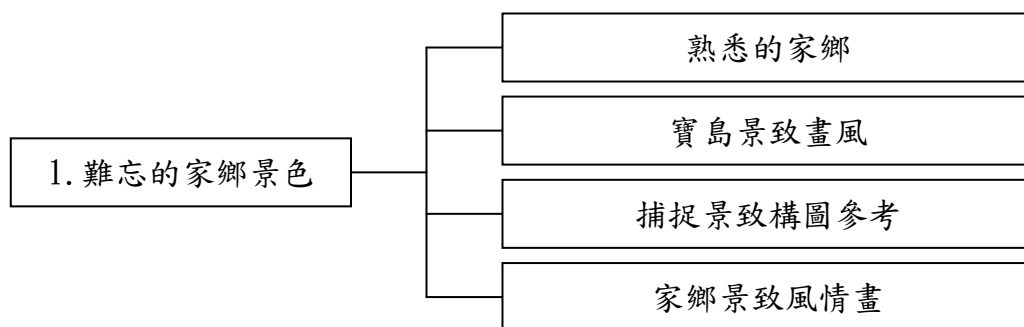 1.難忘的家鄉景色
熟悉的家鄉
寶島景致畫風
捕捉景致構圖參考
家鄉景致風情畫